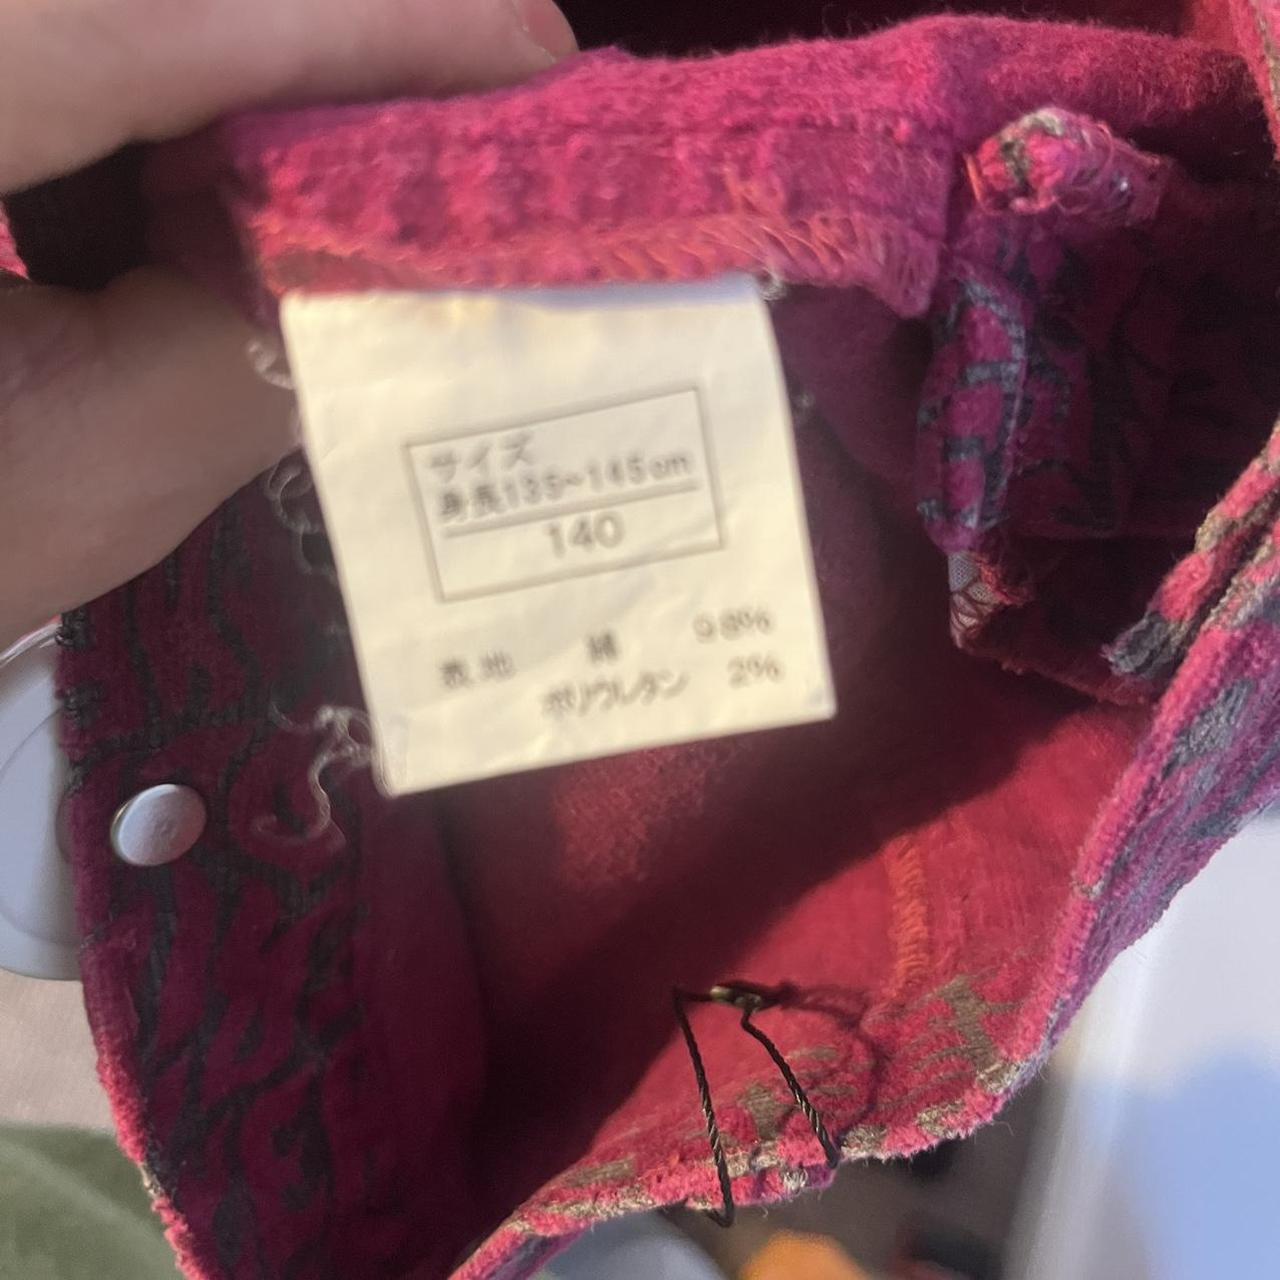 サイズ
身長135~145cm
140
表地 綿 98%
ポリウレタン 2%